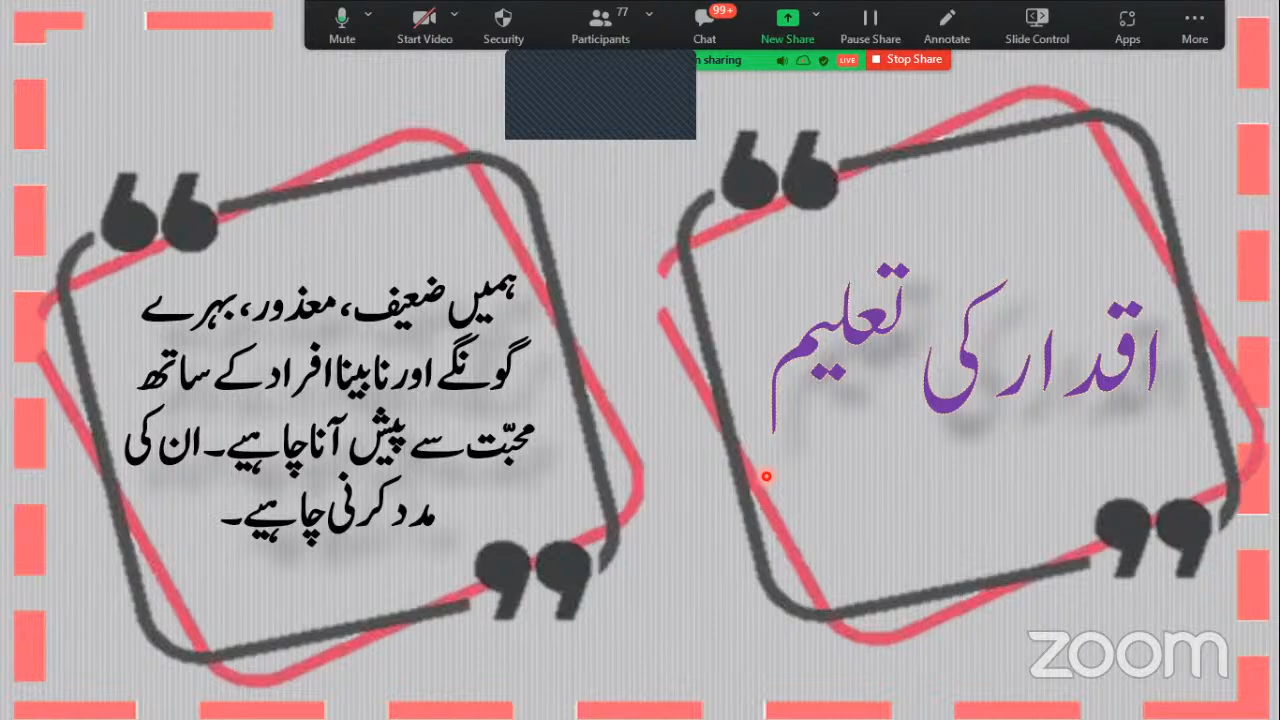 Mute
Start Video
Security
Participants
77
Chat
99+
New Share
Pause Share
Annotate
Slide Control
Apps
More
sharing
LIVE
Stop Share
اقدار کی تعلیم
ہمیں ضعیف، معذور، بہرے
گونگے اور نابینا افراد کے ساتھ
محبّت سے پیش آنا چاہیے۔ ان کی
مدد کرنی چاہیے۔
zoom